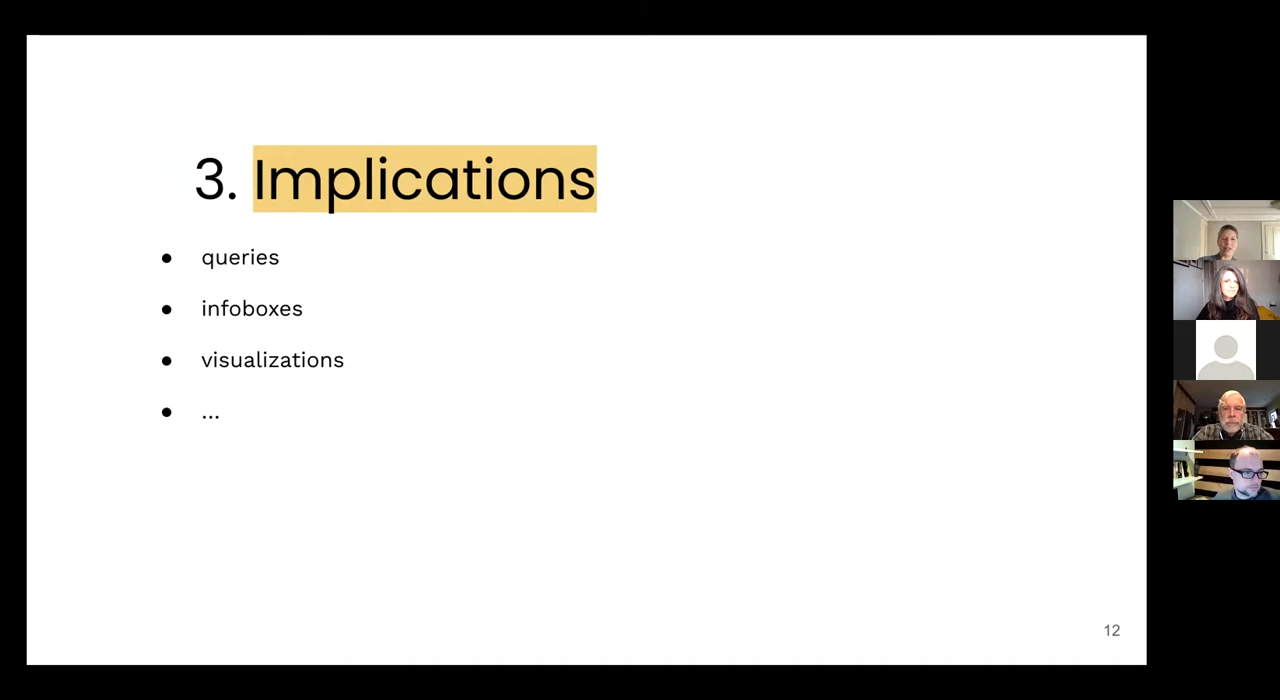 3. Implications
● queries
● infoboxes
● visualizations
● ...
12